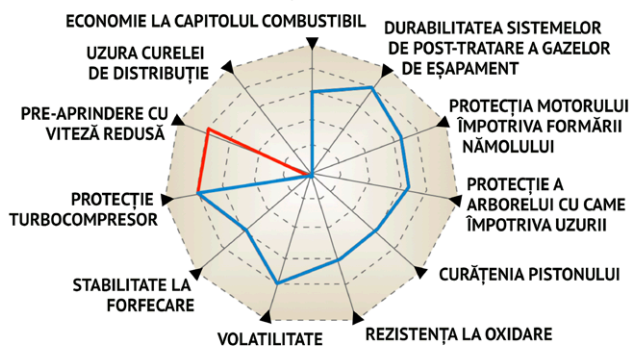 ECONOMIE LA CAPITOLUL COMBUSTIBIL
DURABILITATEA SISTEMELOR
DE POST-TRATARE A GAZELOR
DE EȘAPAMENT
PROTECȚIA MOTORULUI
ÎMPOTRIVA FORMĂRII
NĂMOLULUI
PROTECȚIE A
ARBORELUI CU CAME
ÎMPOTRIVA UZURII
CURĂȚENIA PISTONULUI
REZISTENȚA LA OXIDARE
VOLATILITATE
STABILITATE LA
FORFECARE
PROTECȚIE
TURBOCOMPRESOR
PRE-APRINDERE CU
VITEZĂ REDUSĂ
UZURA CURELEI
DE DISTRIBUȚIE